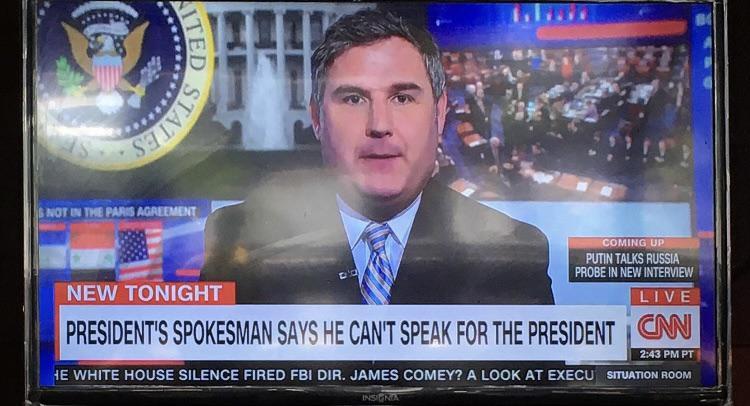 UNITED
STATES
S NOT IN THE PARIS AGREEMENT
COMING UP
PUTIN TALKS RUSSIA
PROBE IN NEW INTERVIEW
NEW TONIGHT
LIVE
PRESIDENT'S SPOKESMAN SAYS HE CAN'T SPEAK FOR THE PRESIDENT
CNN
2:43 PM PT
HE WHITE HOUSE SILENCE FIRED FBI DIR. JAMES COMEY? A LOOK AT EXECU
SITUATION ROOM
INSIGNIA